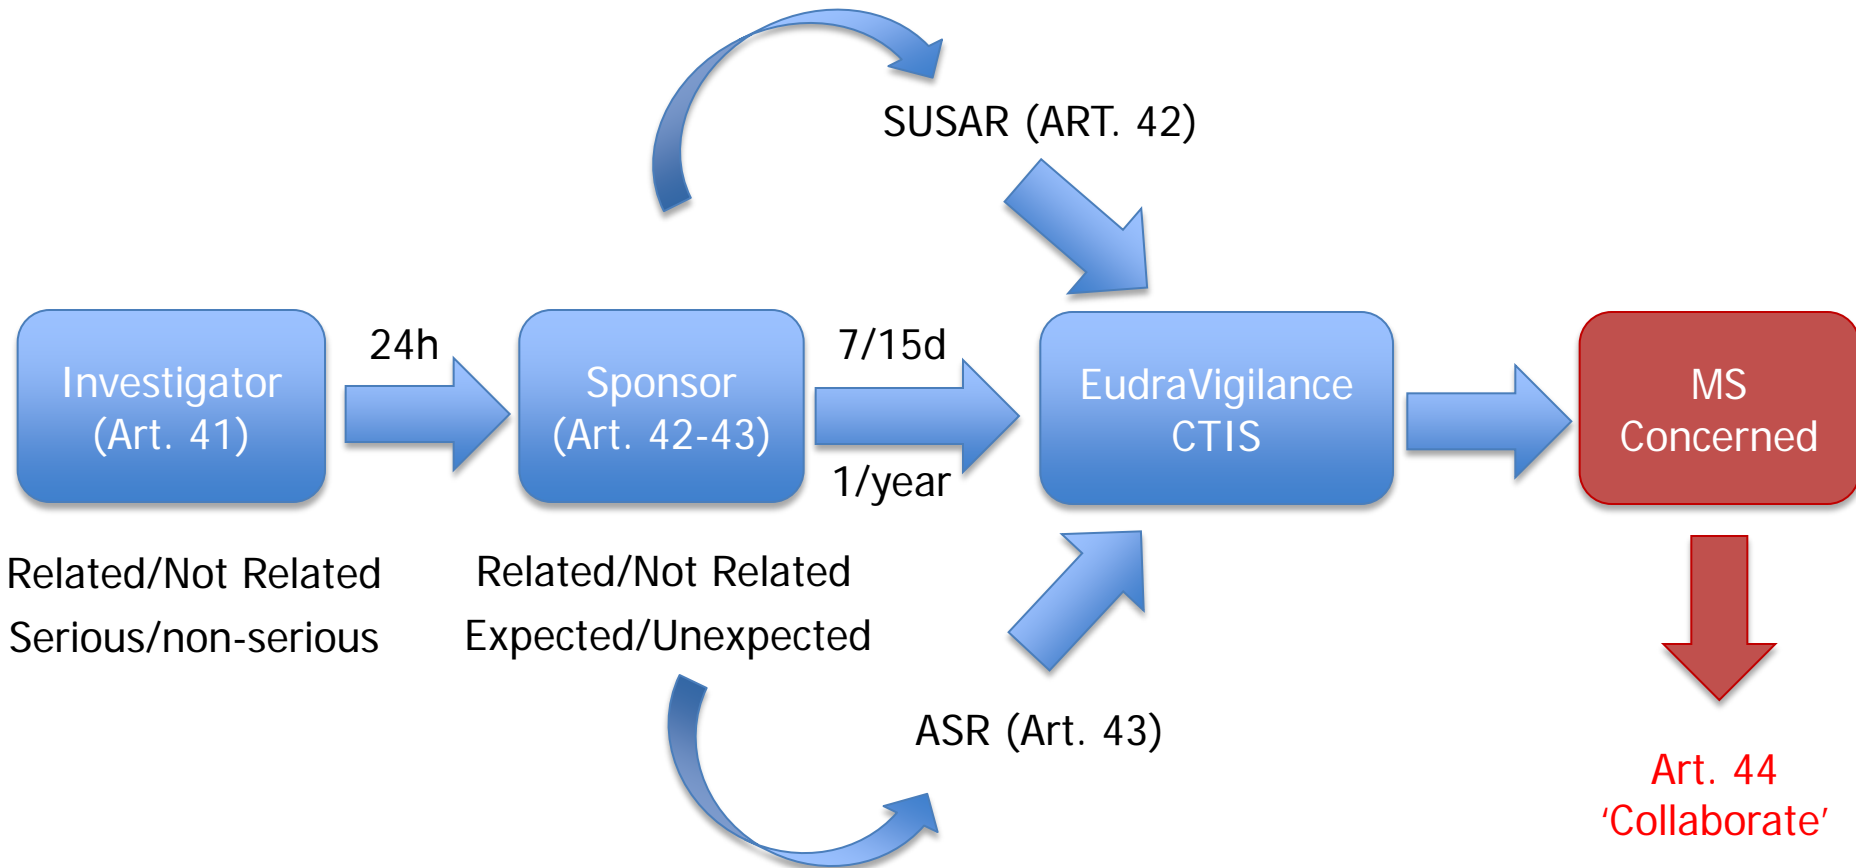 SUSAR (ART. 42)
Investigator
(Art. 41)
24h
Sponsor
(Art. 42-43)
7/15d
1/year
EudraVigilance
CTIS
MS
Concerned
Related/Not Related
Serious/non-serious
Related/Not Related
Expected/Unexpected
ASR (Art. 43)
Art. 44
‘Collaborate’